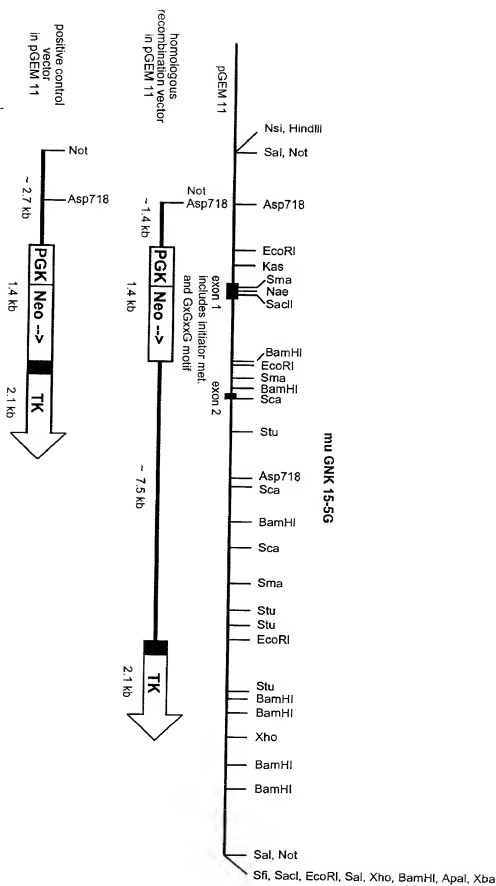 mu GNK 15-5G
pGEM 11
Nsi, HindIII
Sal, Not
Asp718
EcoRI
Kas
Sma
Nae
SacII
BamHI
EcoRI
Sma
BamHI
Sca
Stu
Asp718
Sca
BamHI
Sca
Sma
Stu
Stu
EcoRI
Stu
BamHI
BamHI
Xho
BamHI
BamHI
Sal, Not
Sfi, SacI, EcoRI, Sal, Xho, BamHI, ApaI, Xba
exon 1
includes initiator met.
and GxGxxG motif
exon 2
homologous
recombination vector
in pGEM 11
Not
Asp718
~1.4 kb
PGK
Neo -->
1.4 kb
~ 7.5 kb
TK
2.1 kb
positive control
vector
in pGEM 11
Not
Asp718
~ 2.7 kb
PGK
Neo -->
1.4 kb
TK
2.1 kb